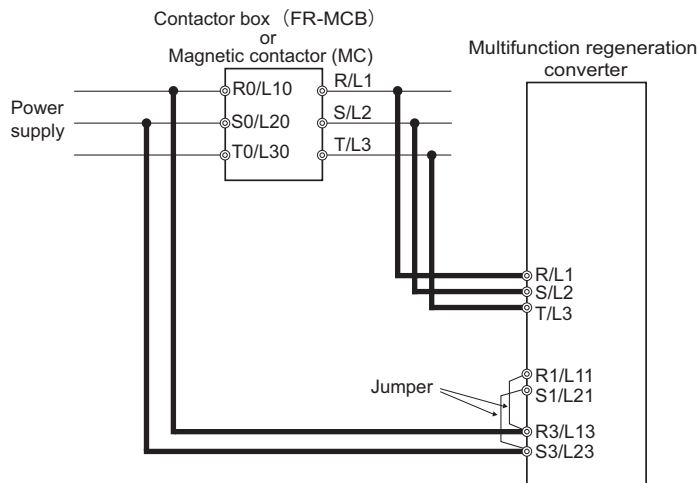 Contactor box（FR-MCB）
or
Magnetic contactor (MC)
Multifunction regeneration
converter
Power
supply
R0/L10
R/L1
S0/L20
S/L2
T0/L30
T/L3
R/L1
S/L2
T/L3
R1/L11
S1/L21
Jumper
R3/L13
S3/L23